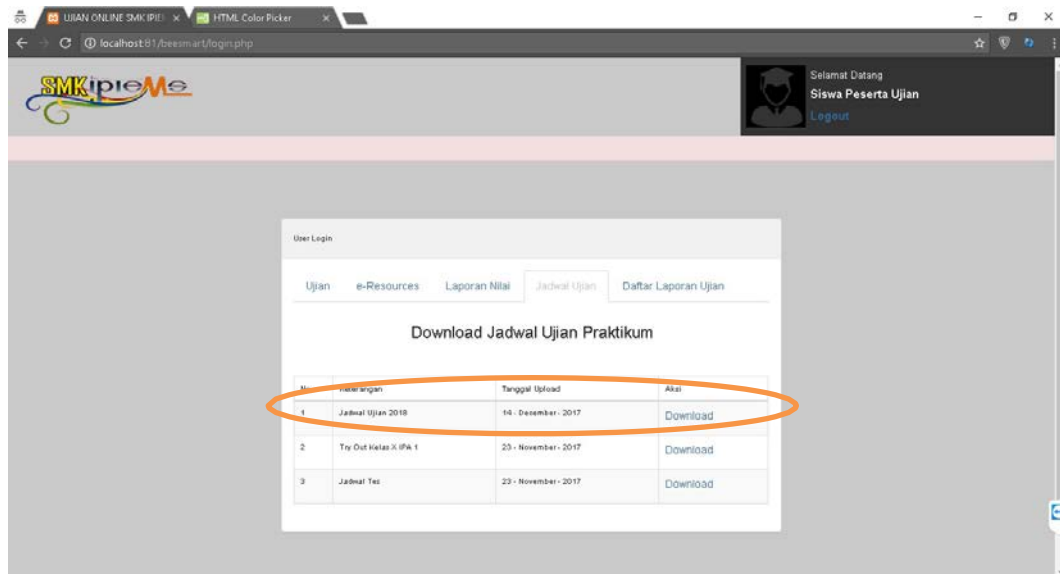 UJIAN ONLINE SMK IPIE
HTML Color Picker
localhost:81/beesmart/login.php
SMKipieMs
Selamat Datang
Siswa Peserta Ujian
Logout
User Login
Ujian e-Resources Laporan Nilai Jadwal Ujian Daftar Laporan Ujian
Download Jadwal Ujian Praktikum
Keterangan Tanggal Upload Aksi
1 Jadwal Ujian 2018 14 - Desember - 2017 Download
2 Try Out Kelas X IPA 1 23 - November - 2017 Download
3 Jadwal Tes 23 - November - 2017 Download